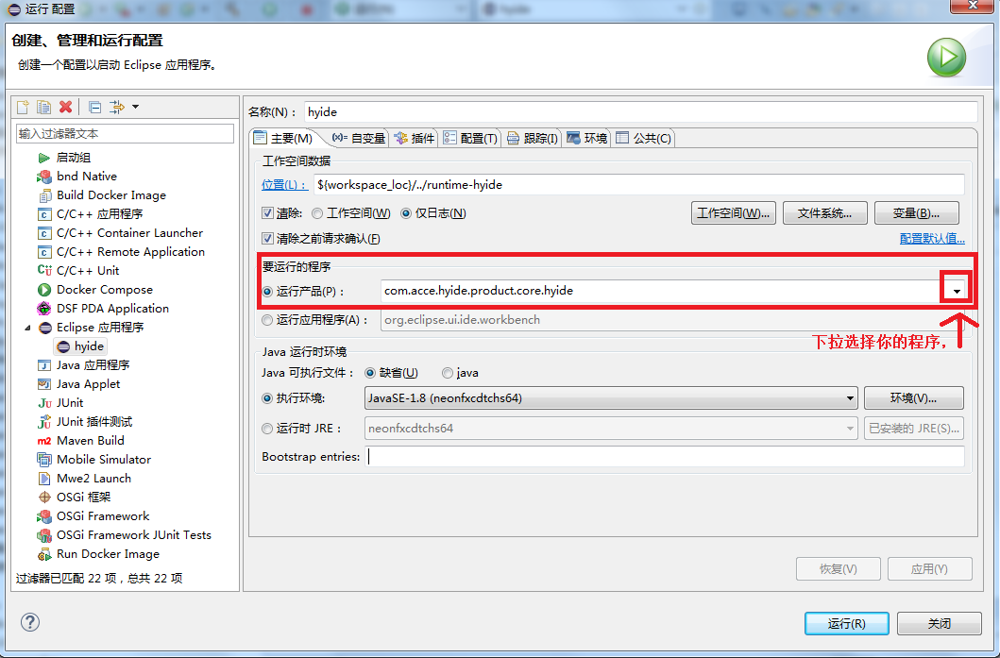 运行 配置
创建、管理和运行配置
创建一个配置以启动 Eclipse 应用程序。
输入过滤器文本
启动组
bnd Native
Build Docker Image
C/C++ 应用程序
C/C++ Container Launcher
C/C++ Remote Application
C/C++ Unit
Docker Compose
DSF PDA Application
Eclipse 应用程序
hyide
Java 应用程序
Java Applet
JUnit
JUnit 插件测试
Maven Build
Mobile Simulator
Mwe2 Launch
OSGi 框架
OSGi Framework
OSGi Framework JUnit Tests
Run Docker Image
过滤器已匹配 22 项，总共 22 项
名称(N)： hyide
主要(M) 自变量 插件 配置(T) 跟踪(I) 环境 公共(C)
工作空间数据
位置(L)： ${workspace_loc}/../runtime-hyide
清除: 工作空间(W) 仅日志(N) 工作空间(W)... 文件系统... 变量(B)...
清除之前请求确认(F) 配置默认值...
要运行的程序
运行产品(P)： com.acce.hyide.product.core.hyide
运行应用程序(A)： org.eclipse.ui.ide.workbench
下拉选择你的程序，
Java 运行时环境
Java 可执行文件： 缺省(U) java
执行环境: JavaSE-1.8 (neonfxcdtchs64) 环境(V)...
运行时 JRE： neonfxcdtchs64 已安装的 JRE(S)...
Bootstrap entries:
恢复(V) 应用(Y)
运行(R) 关闭